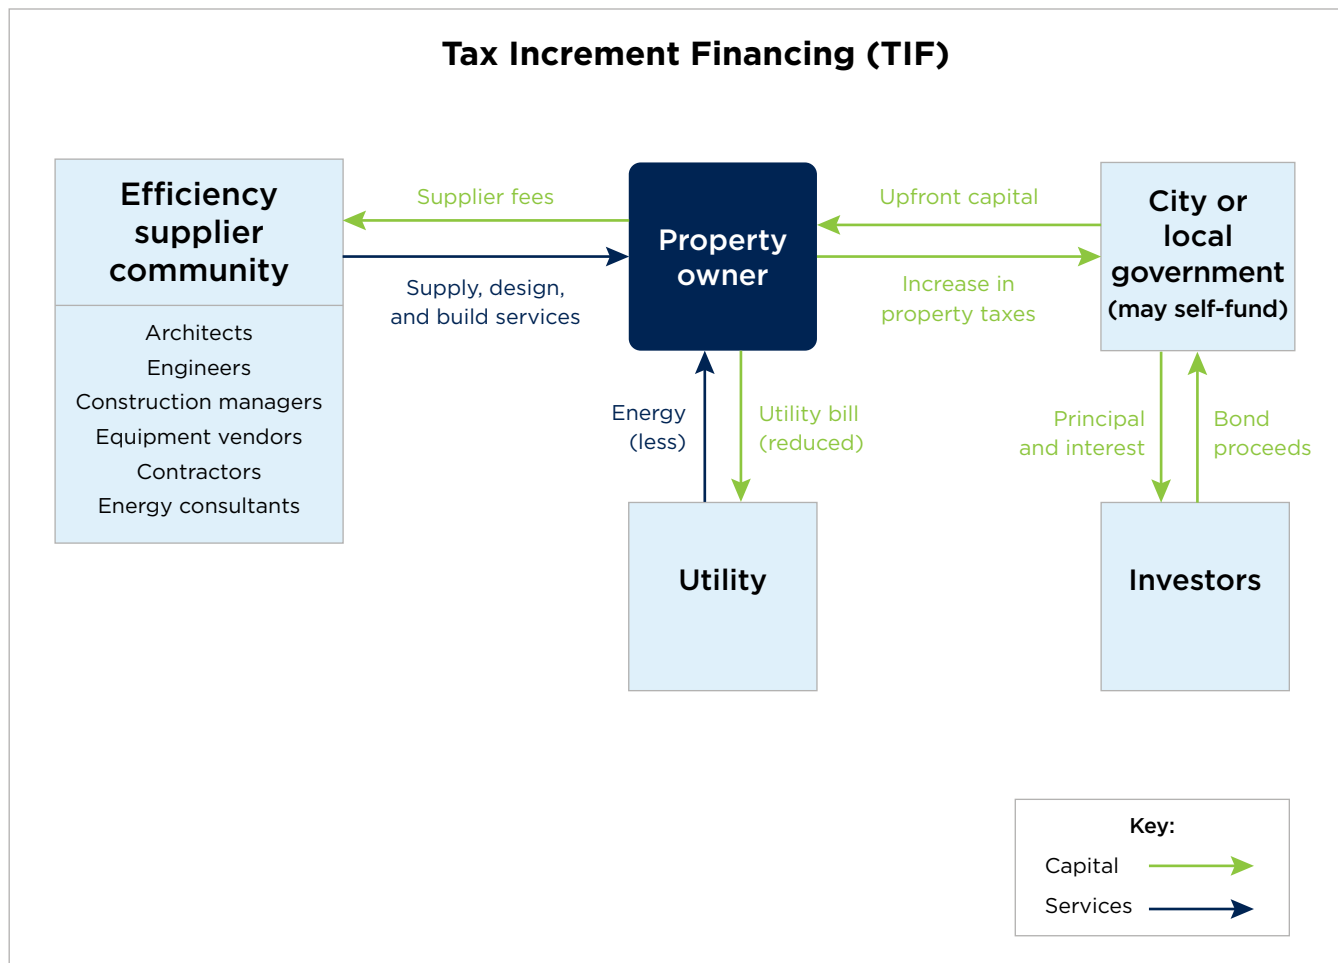 Tax Increment Financing (TIF)
Efficiency
supplier
community
Architects
Engineers
Construction managers
Equipment vendors
Contractors
Energy consultants
Supplier fees
Supply, design,
and build services
Property
owner
Upfront capital
Increase in
property taxes
City or
local
government
(may self-fund)
Energy
(less)
Utility bill
(reduced)
Principal
and interest
Bond
proceeds
Utility
Investors
Key:
Capital
Services